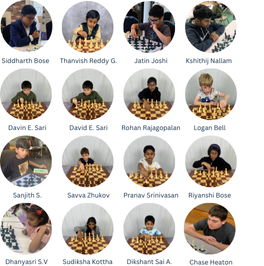 Siddharth Bose Thanvish Reddy G. Jatin Joshi Kshithij Nallam
Davin E. Sari David E. Sari Rohan Rajagopalan Logan Bell
Sanjith S. Savva Zhukov Pranav Srinivasan Riyanshi Bose
Dhanyasri S.V Sudiksha Kottha Dikshant Sai A. Chase Heaton